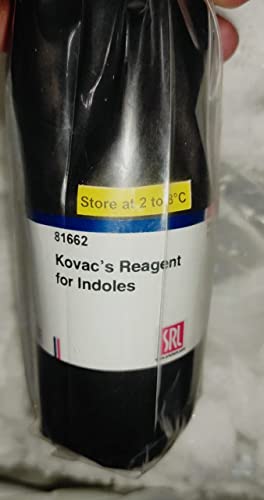 Store at 2 to 8°C
81662
Kovac's Reagent
for Indoles
SRL